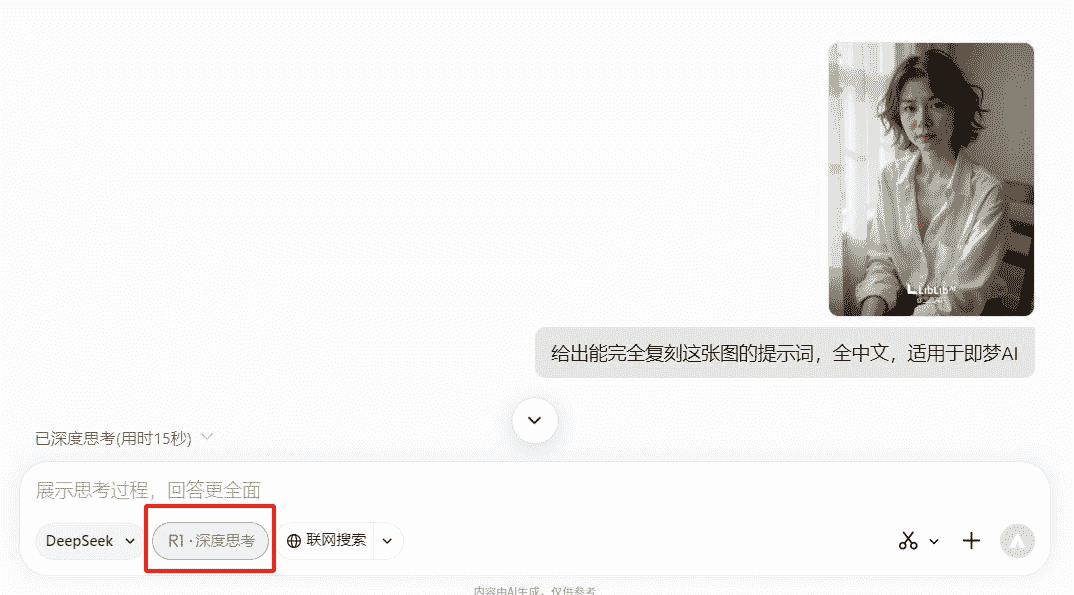 LibLib AI
给出能完全复刻这张图的提示词，全中文，适用于即梦AI
已深度思考(用时15秒)
展示思考过程，回答更全面
DeepSeek
R1·深度思考
联网搜索
内容由AI生成，仅供参考